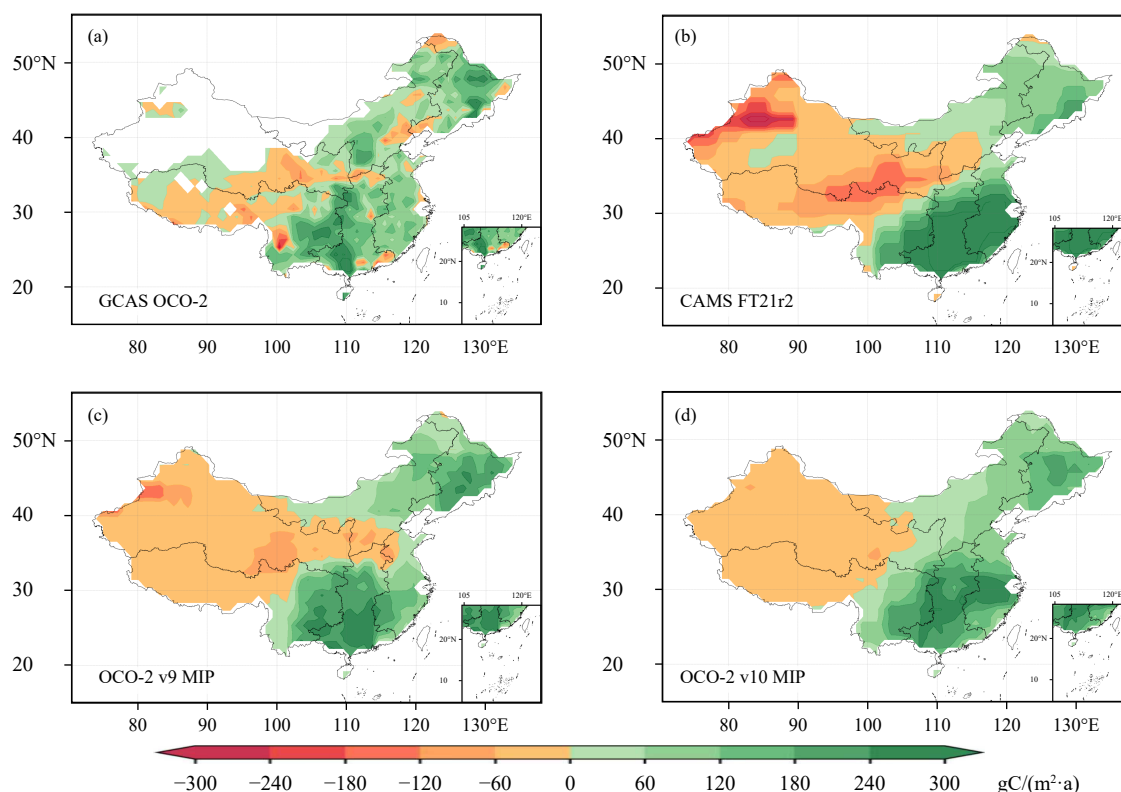 (a)
50°N
40
30
20
GCAS OCO-2
105
120°E
20°N
10
80
90
100
110
120
130°E
(b)
50°N
40
30
20
CAMS FT21r2
105
120°E
20°N
10
80
90
100
110
120
130°E
(c)
50°N
40
30
20
OCO-2 v9 MIP
105
120°E
20°N
10
80
90
100
110
120
130°E
(d)
50°N
40
30
20
OCO-2 v10 MIP
105
120°E
20°N
10
80
90
100
110
120
130°E
−300 −240 −180 −120 −60 0 60 120 180 240 300 gC/(m²·a)